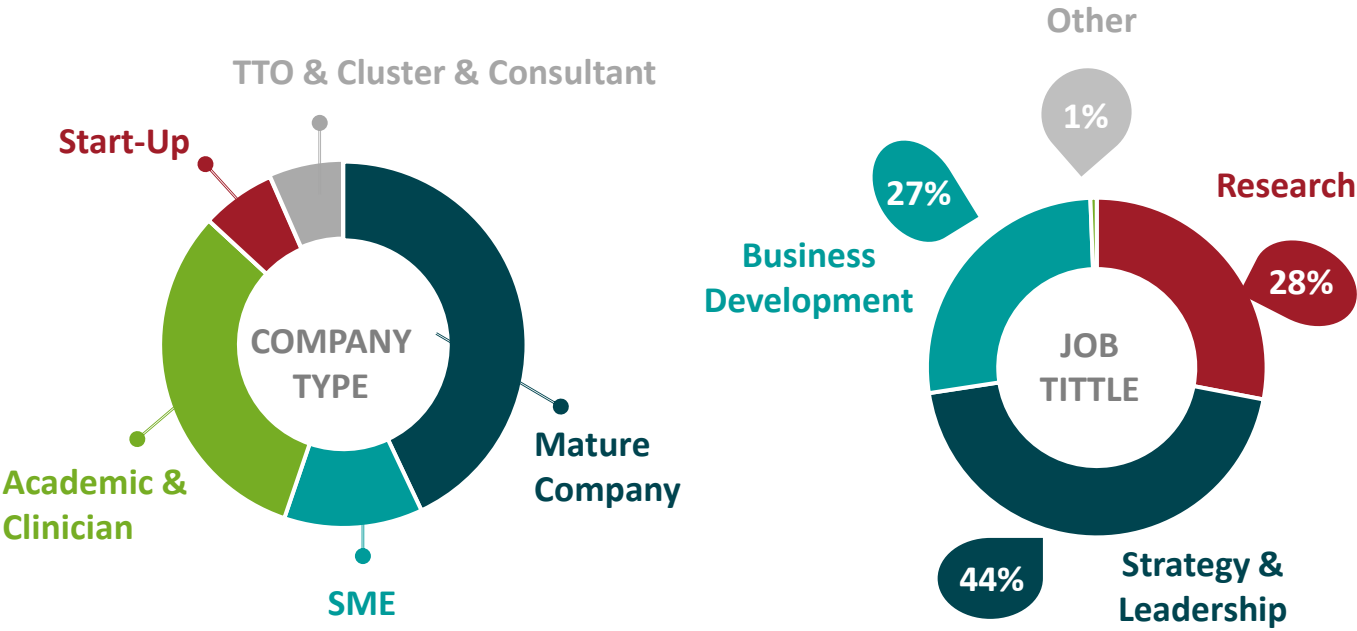 TTO & Cluster & Consultant
Start-Up
COMPANY
TYPE
Mature
Company
Academic &
Clinician
SME
Other
1%
27%
Research
Business
Development
28%
JOB
TITTLE
44%
Strategy &
Leadership